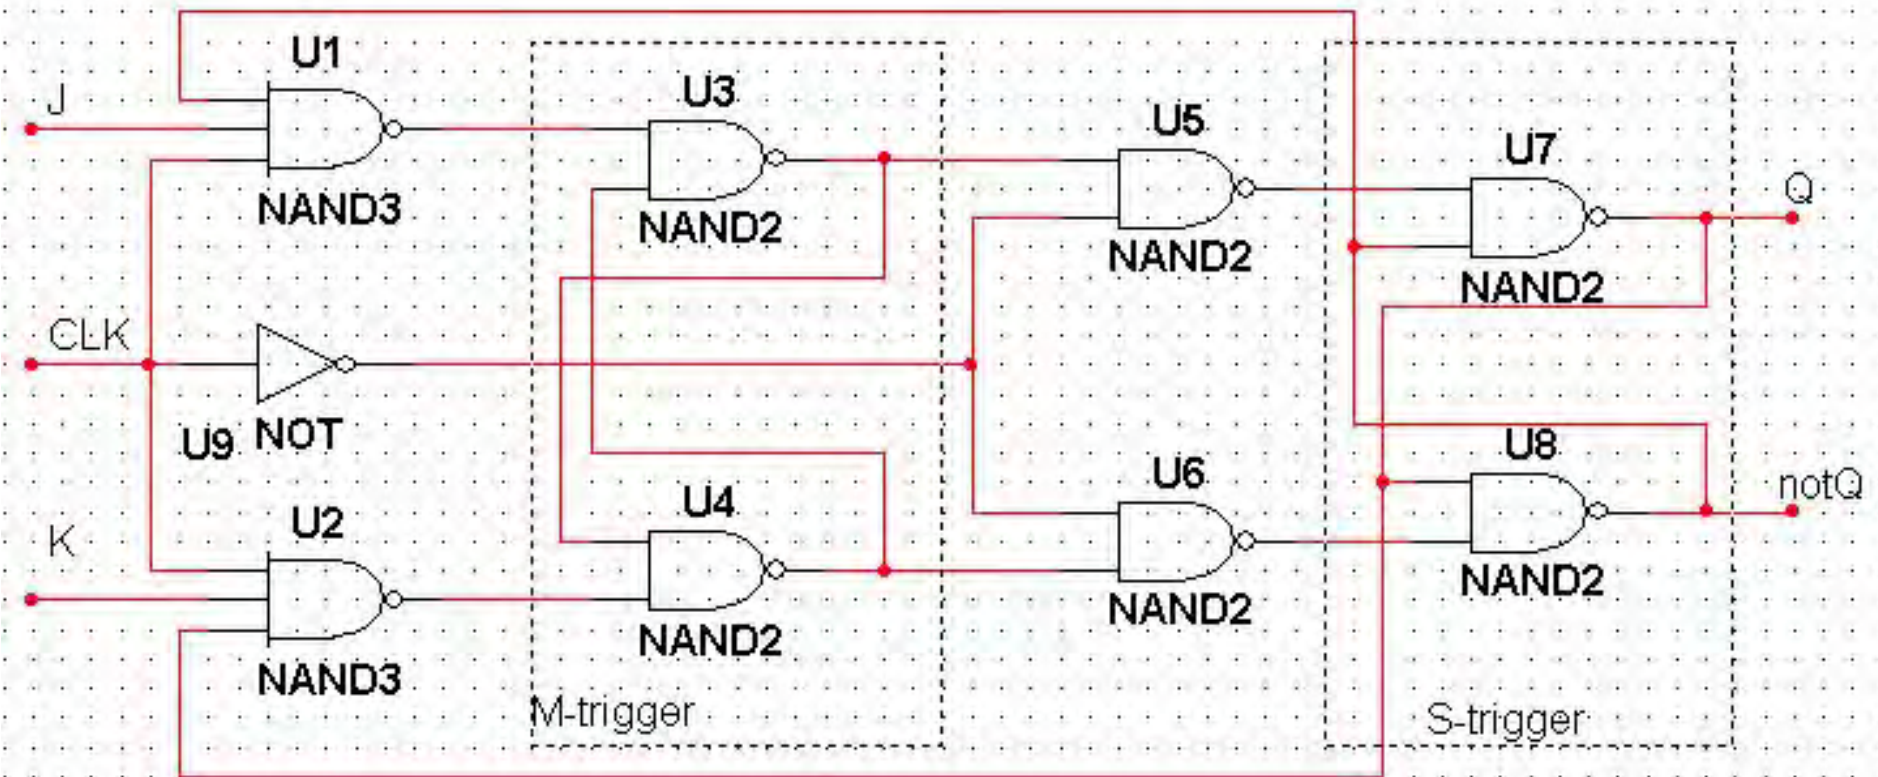 U1
J
NAND3
U3
NAND2
U5
NAND2
U7
NAND2
Q
CLK
U9
NOT
K
U2
NAND3
U4
NAND2
U6
NAND2
U8
NAND2
notQ
M-trigger
S-trigger